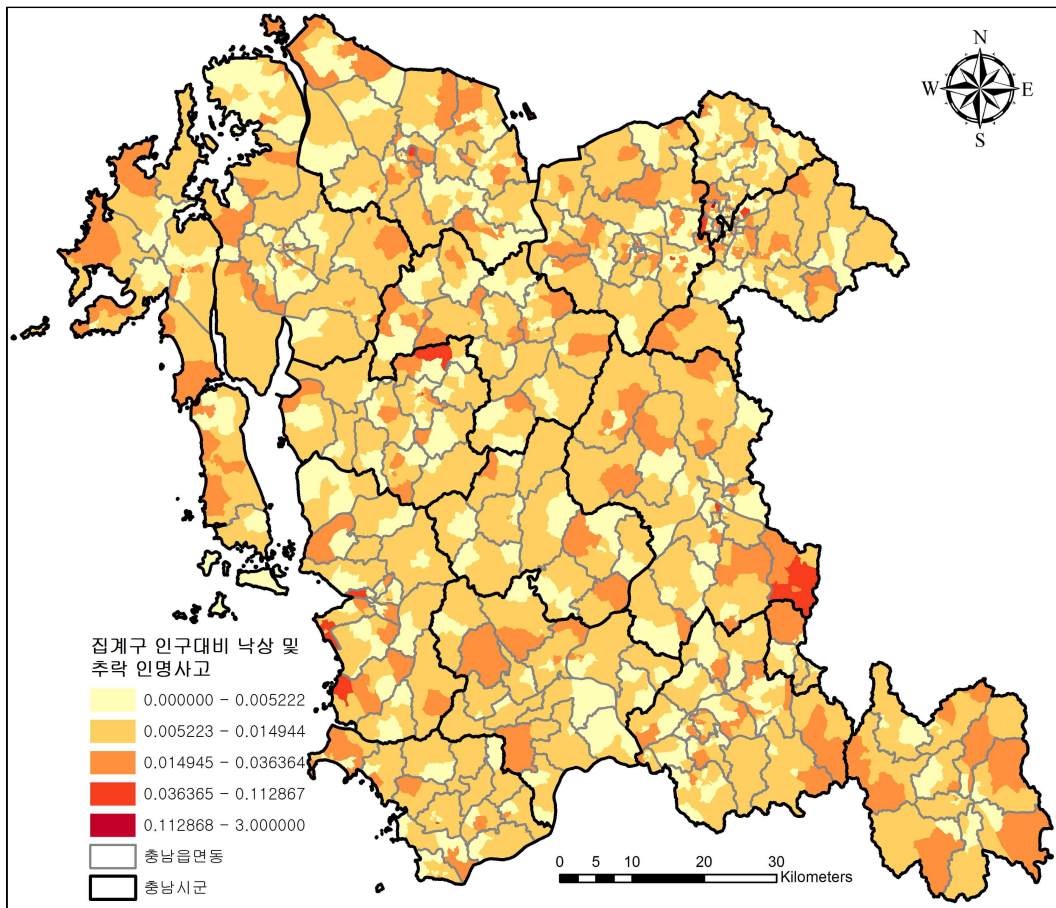 N
W
E
S
집계구 인구대비 낙상 및
추락 인명사고
0.000000 - 0.005222
0.005223 - 0.014944
0.014945 - 0.036364
0.036365 - 0.112867
0.112868 - 3.000000
충남읍면동
충남시군
0 5 10 20 30
Kilometers